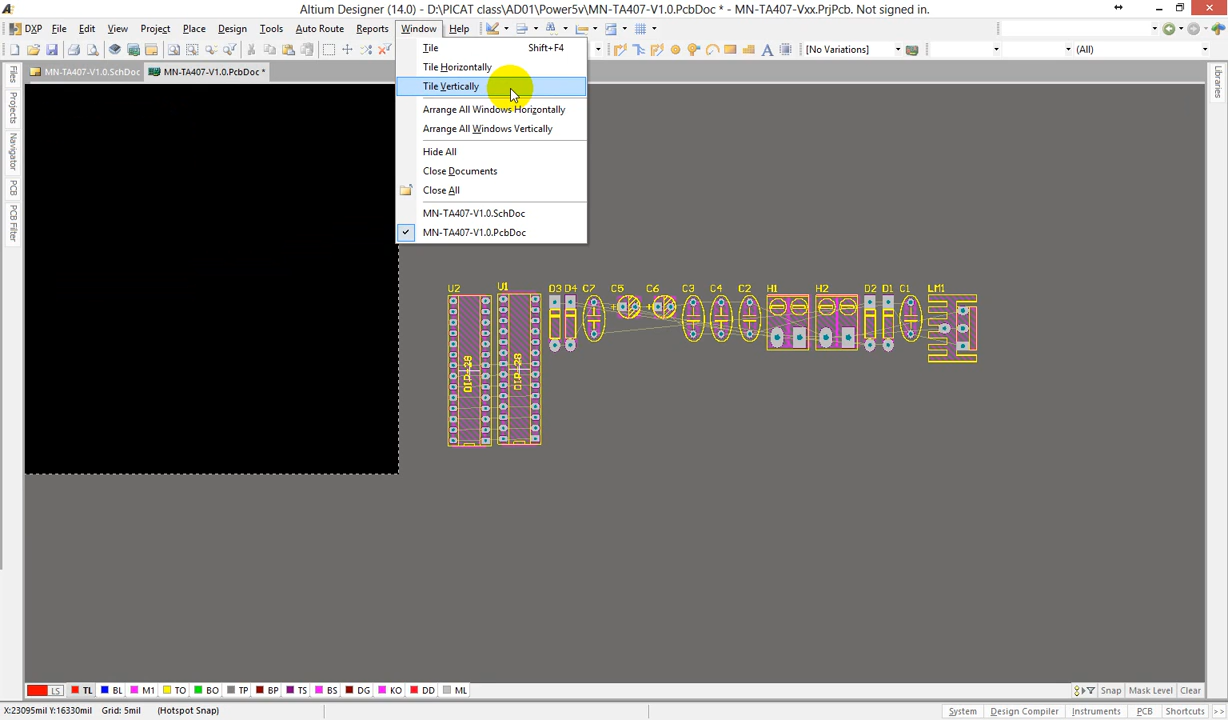 Altium Designer (14.0) - D:\PICAT class\AD01\Power5v\MN-TA407-V1.0.PcbDoc * - MN-TA407-Vxx.PrjPcb. Not signed in.
DXP File Edit View Project Place Design Tools Auto Route Reports Window Help
[No Variations] (All)
MN-TA407-V1.0.SchDoc MN-TA407-V1.0.PcbDoc *
Files
Projects
Navigator
PCB
PCB Filter
Libraries
Tile Shift+F4
Tile Horizontally
Tile Vertically
Arrange All Windows Horizontally
Arrange All Windows Vertically
Hide All
Close Documents
Close All
MN-TA407-V1.0.SchDoc
MN-TA407-V1.0.PcbDoc
U2 U1 D3 D4 C7 C5 C6 C3 C4 C2 H1 H2 D2 D1 C1 LM1
DIP-28 DIP-28
LS TL BL M1 TO BO TP BP TS BS DG KO DD ML Snap Mask Level Clear
X:23095mil Y:16330mil Grid: 5mil (Hotspot Snap) System Design Compiler Instruments PCB Shortcuts >>